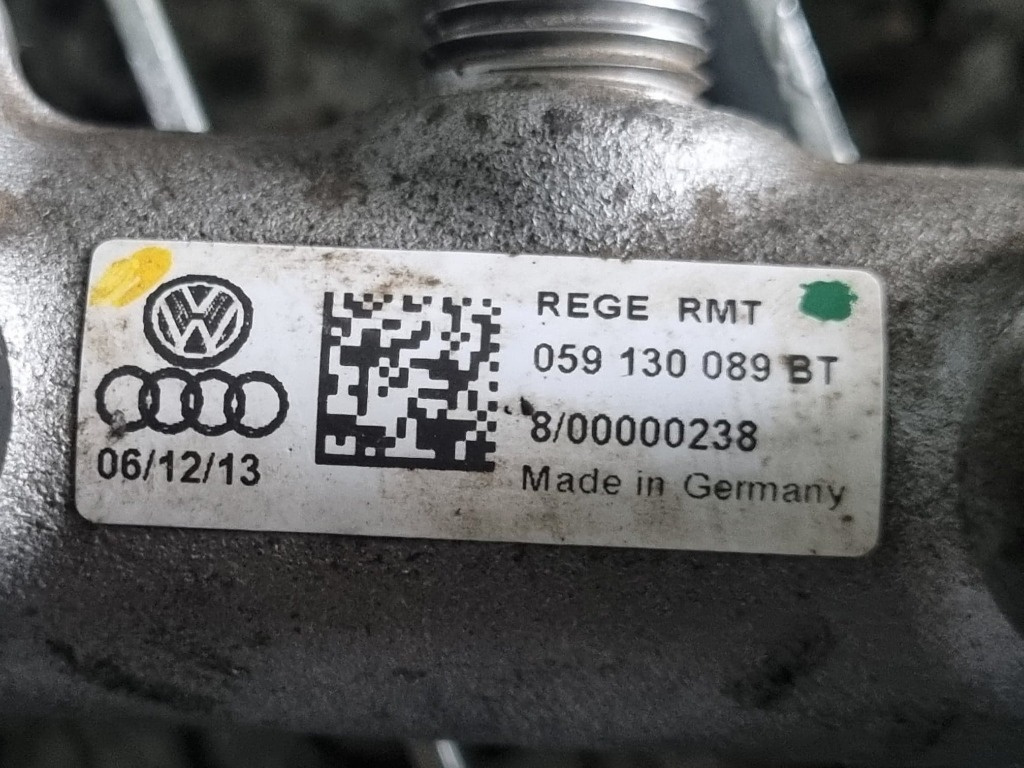 REGE RMT
059 130 089 BT
8/00000238
Made in Germany
06/12/13